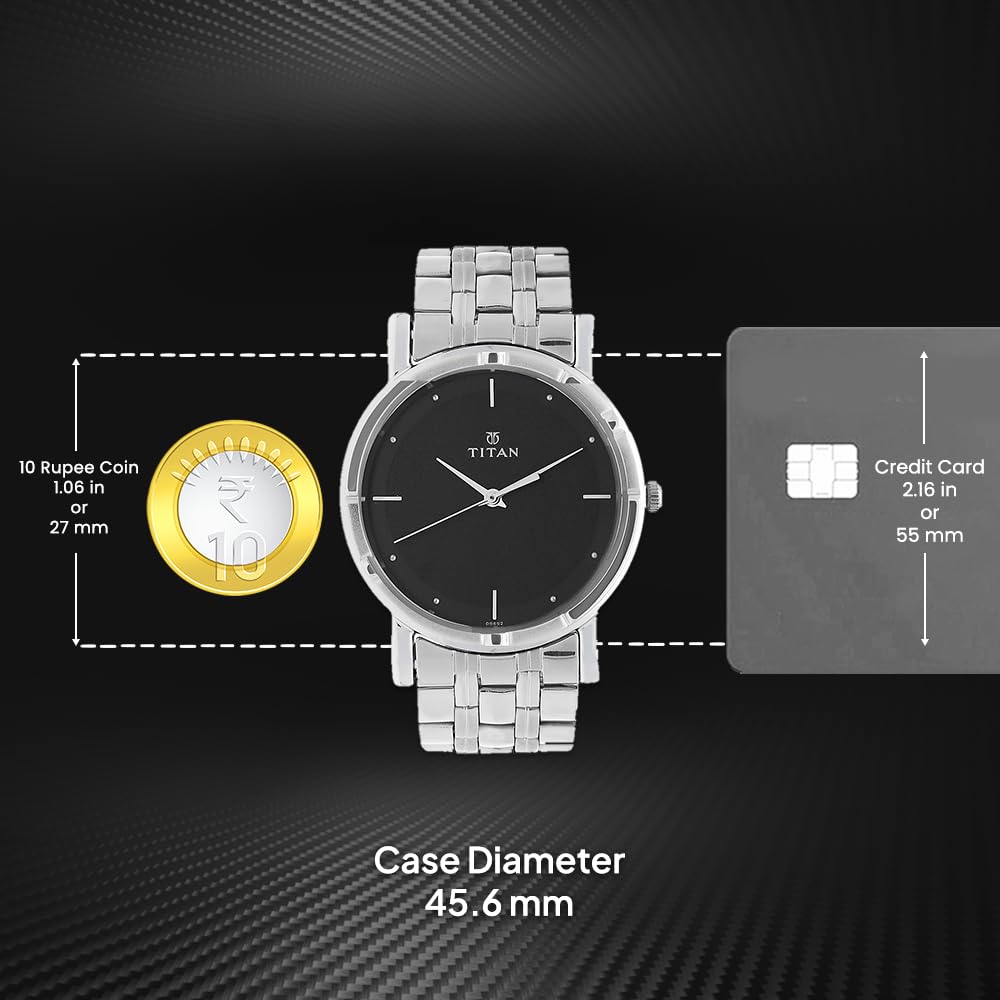 TITAN
10 Rupee Coin
1.06 in
or
27 mm
₹
10
Credit Card
2.16 in
or
55 mm
Case Diameter
45.6 mm